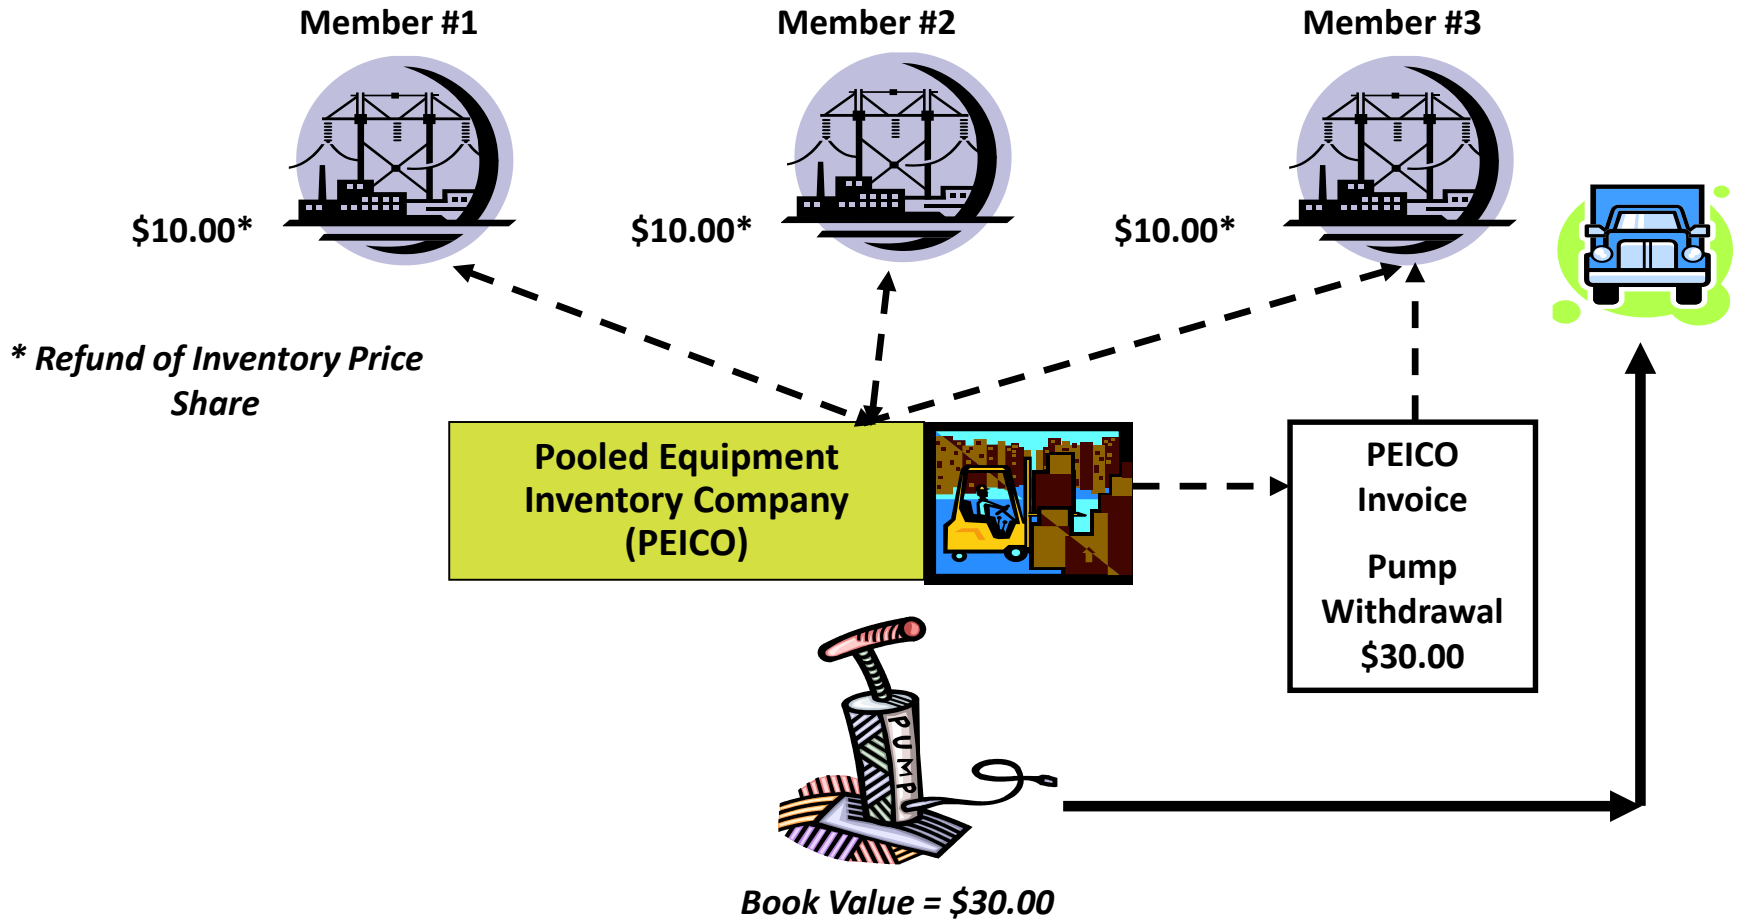 Member #1
Member #2
Member #3
$10.00*
$10.00*
$10.00*
* Refund of Inventory Price
Share
Pooled Equipment
Inventory Company
(PEICO)
PEICO
Invoice
Pump
Withdrawal
$30.00
PUMP
Book Value = $30.00